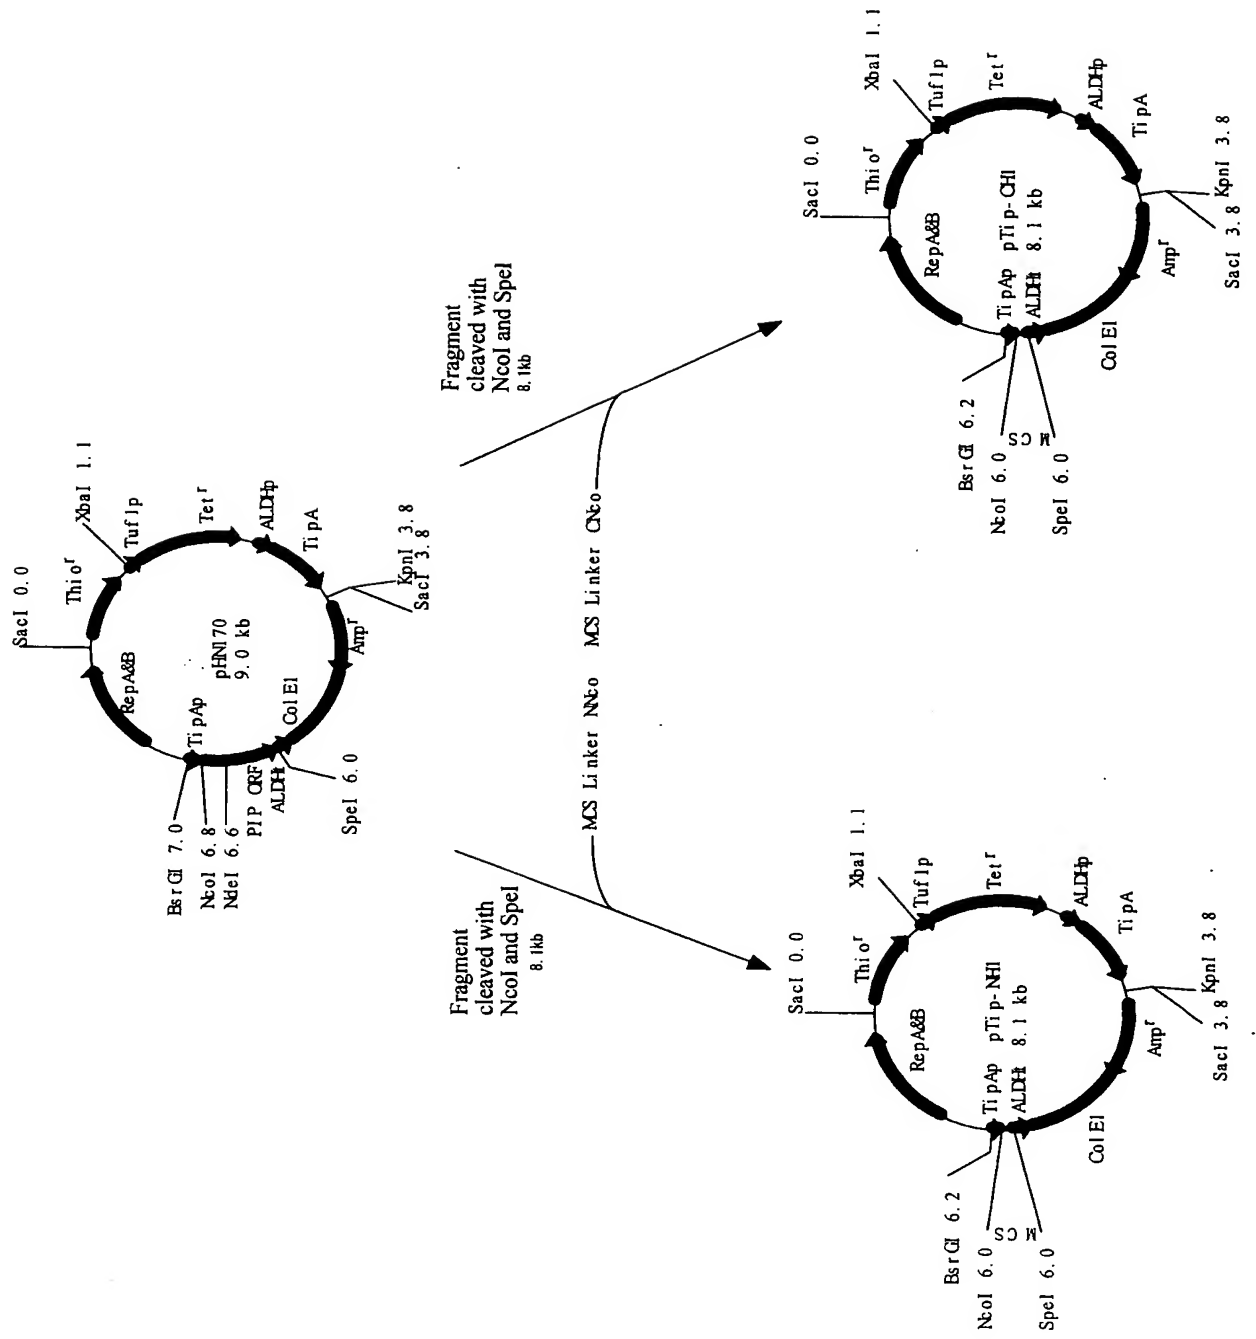 SacI 0.0
XbaI 1.1
Thio^r
Tuf1p
Tet^r
ALDHp
TipA
KpnI 3.8
SacI 3.8
Amp^r
ColE1
SpeI 6.0
ALDHt
PIP ORF
NdeI 6.6
NcoI 6.8
BsrGI 7.0
TipAp
RepA&B
pHN170
9.0 kb
Fragment
cleaved with
NcoI and SpeI
8.1kb
Fragment
cleaved with
NcoI and SpeI
8.1kb
MCS Linker NNco
MCS Linker CNco
SacI 0.0
XbaI 1.1
Thio^r
Tuf1p
Tet^r
ALDHp
TipA
KpnI 3.8
SacI 3.8
Amp^r
ColE1
SpeI 6.0
MCS
NcoI 6.0
BsrGI 6.2
TipAp
ALDHt
RepA&B
pTip-NH1
8.1 kb
SacI 0.0
XbaI 1.1
Thio^r
Tuf1p
Tet^r
ALDHp
TipA
KpnI 3.8
SacI 3.8
Amp^r
ColE1
SpeI 6.0
MCS
NcoI 6.0
BsrGI 6.2
TipAp
ALDHt
RepA&B
pTip-CH1
8.1 kb